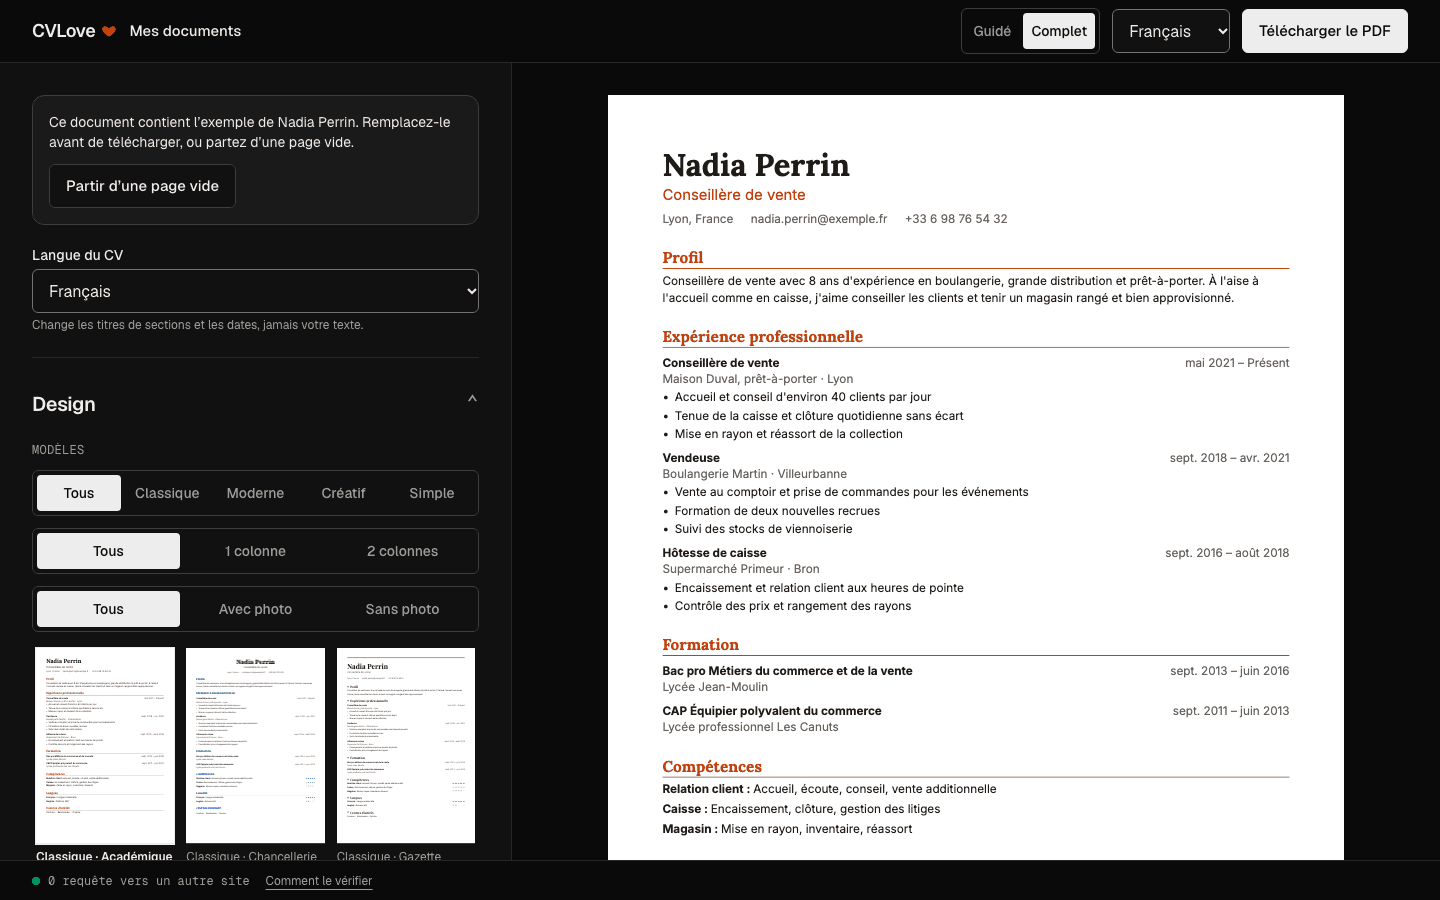 CVLove
Mes documents
Guidé
Complet
Français
Télécharger le PDF
Ce document contient l’exemple de Nadia Perrin. Remplacez-le
avant de télécharger, ou partez d’une page vide.
Partir d’une page vide
Langue du CV
Français
Change les titres de sections et les dates, jamais votre texte.
Design
MODÈLES
Tous Classique Moderne Créatif Simple
Tous 1 colonne 2 colonnes
Tous Avec photo Sans photo
Nadia Perrin
Nadia Perrin
Nadia Perrin
Classique · Académique
Classique · Chancellerie
Classique · Gazette
Nadia Perrin
Conseillère de vente
Lyon, France nadia.perrin@exemple.fr +33 6 98 76 54 32
Profil
Conseillère de vente avec 8 ans d'expérience en boulangerie, grande distribution et prêt-à-porter. À l'aise à
l'accueil comme en caisse, j'aime conseiller les clients et tenir un magasin rangé et bien approvisionné.
Expérience professionnelle
Conseillère de vente mai 2021 – Présent
Maison Duval, prêt-à-porter · Lyon
• Accueil et conseil d'environ 40 clients par jour
• Tenue de la caisse et clôture quotidienne sans écart
• Mise en rayon et réassort de la collection
Vendeuse sept. 2018 – avr. 2021
Boulangerie Martin · Villeurbanne
• Vente au comptoir et prise de commandes pour les événements
• Formation de deux nouvelles recrues
• Suivi des stocks de viennoiserie
Hôtesse de caisse sept. 2016 – août 2018
Supermarché Primeur · Bron
• Encaissement et relation client aux heures de pointe
• Contrôle des prix et rangement des rayons
Formation
Bac pro Métiers du commerce et de la vente sept. 2013 – juin 2016
Lycée Jean-Moulin
CAP Équipier polyvalent du commerce sept. 2011 – juin 2013
Lycée professionnel Les Canuts
Compétences
Relation client : Accueil, écoute, conseil, vente additionnelle
Caisse : Encaissement, clôture, gestion des litiges
Magasin : Mise en rayon, inventaire, réassort
0 requête vers un autre site Comment le vérifier